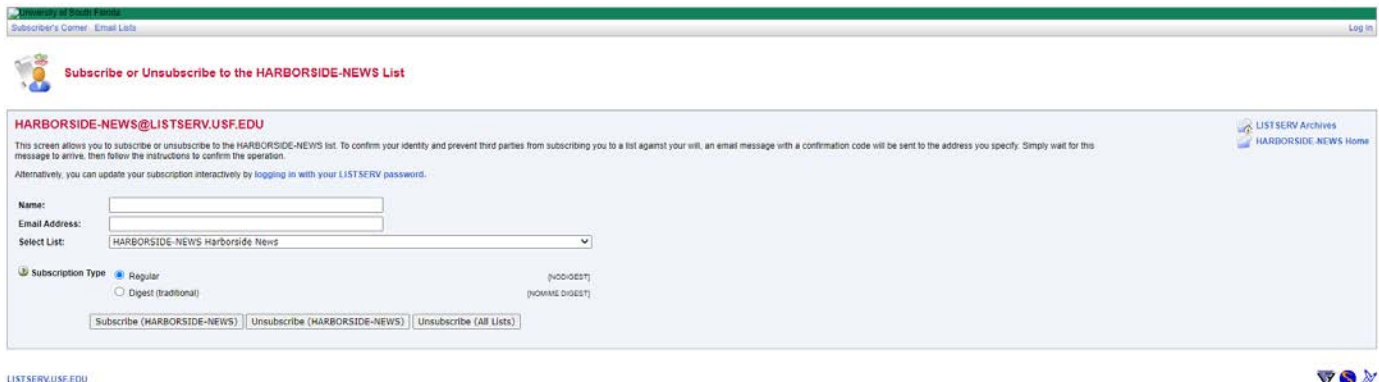 University of South Florida
Subscriber's Corner Email Lists Log In
Subscribe or Unsubscribe to the HARBORSIDE-NEWS List
HARBORSIDE-NEWS@LISTSERV.USF.EDU
LISTSERV Archives
HARBORSIDE-NEWS Home
This screen allows you to subscribe or unsubscribe to the HARBORSIDE-NEWS list. To confirm your identity and prevent third parties from subscribing you to a list against your will, an email message with a confirmation code will be sent to the address you specify. Simply wait for this
message to arrive, then follow the instructions to confirm the operation.
Alternatively, you can update your subscription interactively by logging in with your LISTSERV password.
Name:
Email Address:
Select List: HARBORSIDE-NEWS Harborside News
Subscription Type Regular [NODIGEST]
Digest (traditional) [NOMIME DIGEST]
Subscribe (HARBORSIDE-NEWS) Unsubscribe (HARBORSIDE-NEWS) Unsubscribe (All Lists)
LISTSERV.USF.EDU